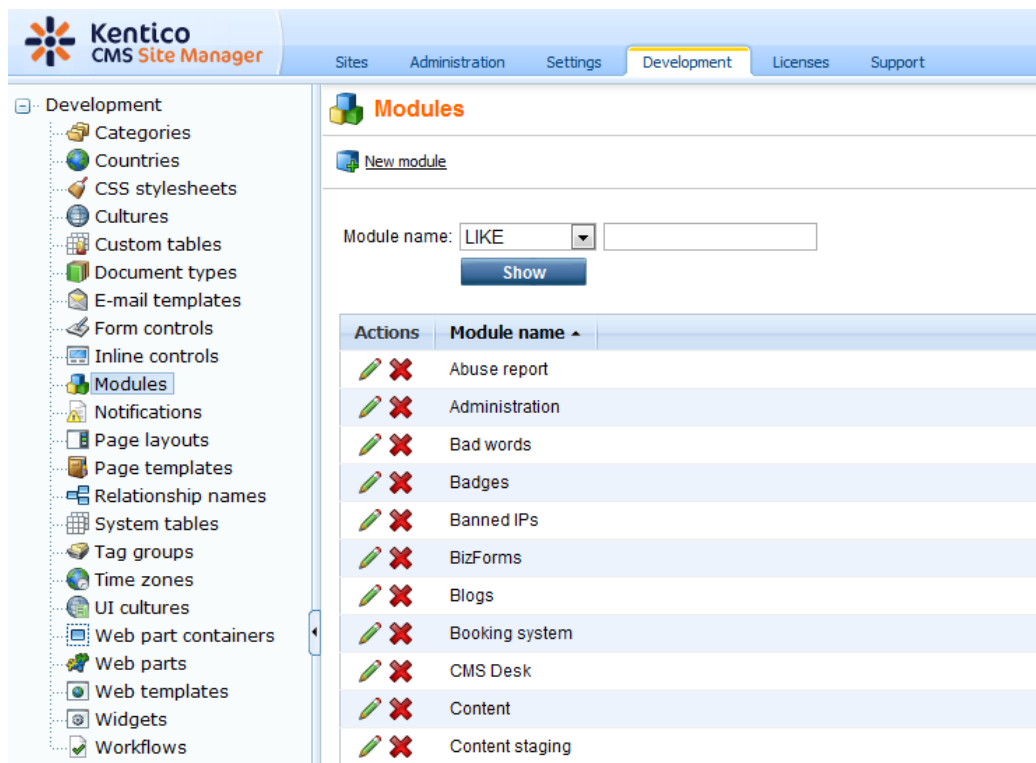 Kentico
CMS Site Manager
Sites Administration Settings Development Licenses Support
Development
Categories
Countries
CSS stylesheets
Cultures
Custom tables
Document types
E-mail templates
Form controls
Inline controls
Modules
Notifications
Page layouts
Page templates
Relationship names
System tables
Tag groups
Time zones
UI cultures
Web part containers
Web parts
Web templates
Widgets
Workflows
Modules
New module
Module name: LIKE
Show
Actions Module name
Abuse report
Administration
Bad words
Badges
Banned IPs
BizForms
Blogs
Booking system
CMS Desk
Content
Content staging